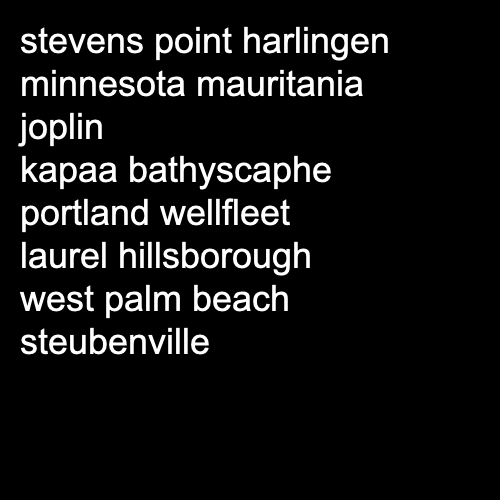 stevens point harlingen
minnesota mauritania
joplin
kapaa bathyscaphe
portland wellfleet
laurel hillsborough
west palm beach
steubenville